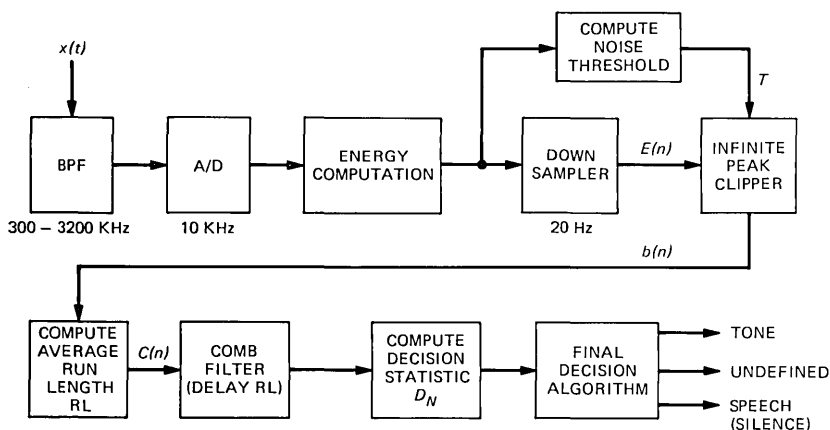 x(t)
COMPUTE
NOISE
THRESHOLD
T
BPF
A/D
ENERGY
COMPUTATION
DOWN
SAMPLER
E(n)
INFINITE
PEAK
CLIPPER
300 – 3200 KHz
10 KHz
20 Hz
b(n)
COMPUTE
AVERAGE
RUN
LENGTH
RL
C(n)
COMB
FILTER
(DELAY RL)
COMPUTE
DECISION
STATISTIC
D_N
FINAL
DECISION
ALGORITHM
TONE
UNDEFINED
SPEECH
(SILENCE)